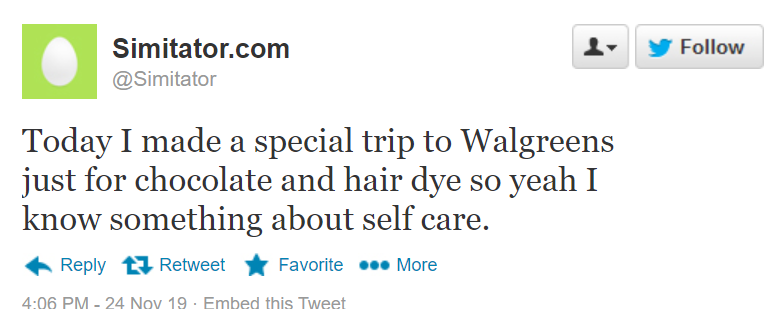 Simitator.com
@Simitator
Follow
Today I made a special trip to Walgreens
just for chocolate and hair dye so yeah I
know something about self care.
Reply Retweet Favorite More
4:06 PM - 24 Nov 19 · Embed this Tweet